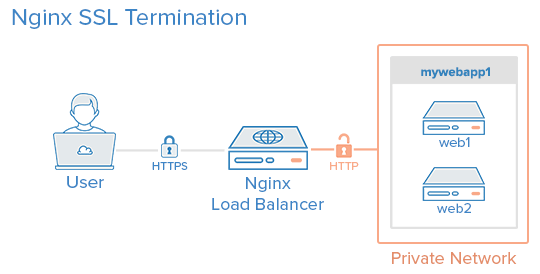 Nginx SSL Termination
mywebapp1
web1
HTTPS
HTTP
User
Nginx
Load Balancer
web2
Private Network